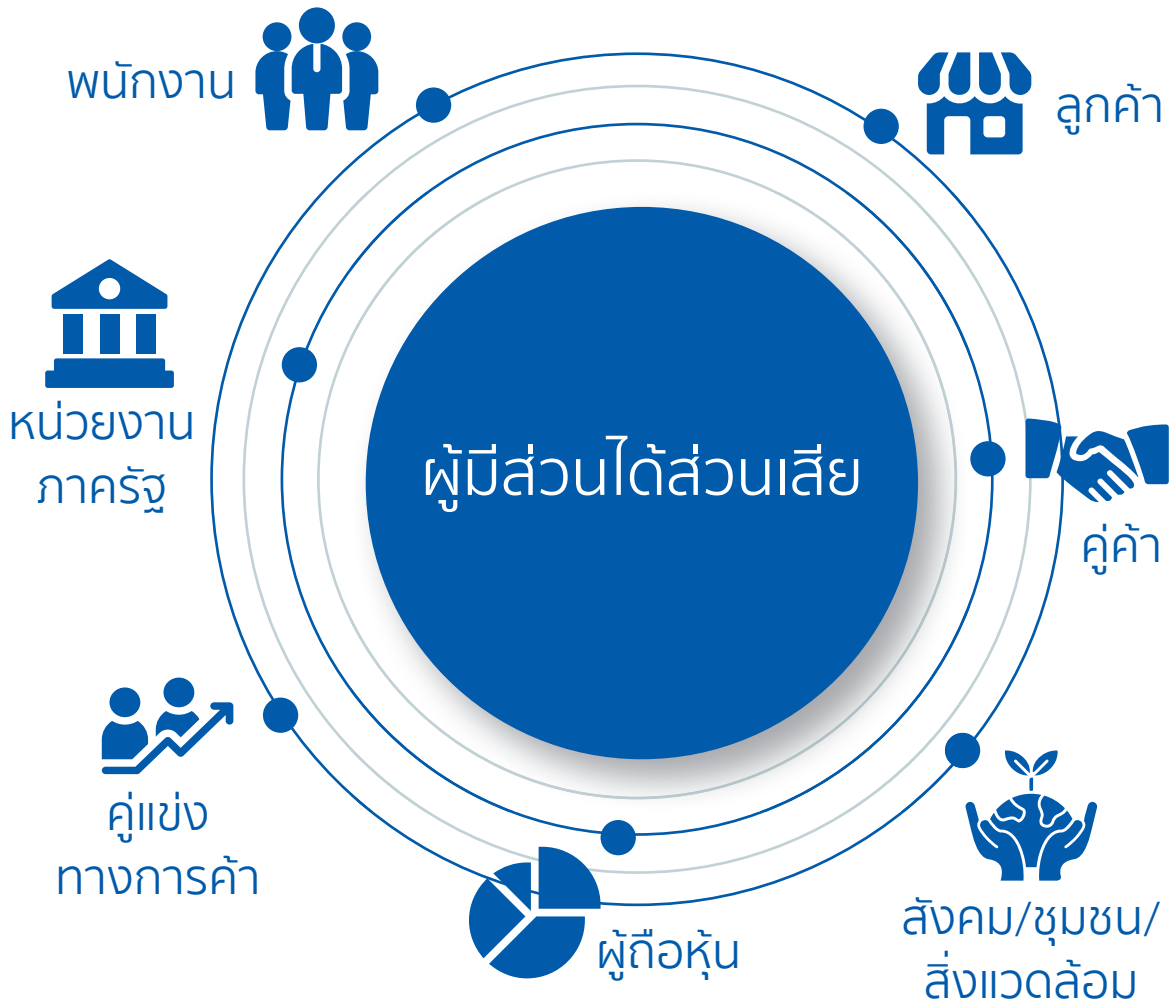 พนักงาน
ลูกค้า
หน่วยงาน
ภาครัฐ
ผู้มีส่วนได้ส่วนเสีย
คู่ค้า
คู่แข่ง
ทางการค้า
ผู้ถือหุ้น
สังคม/ชุมชน/
สิ่งแวดล้อม